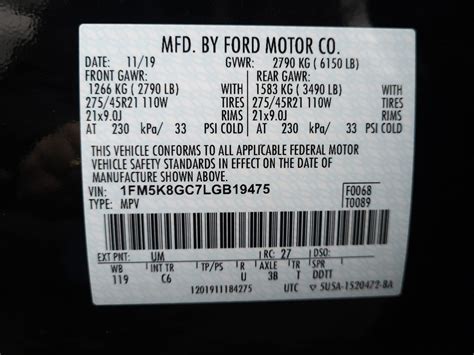 MFD. BY FORD MOTOR CO.
DATE: 11/19 GVWR: 2790 KG ( 6150 LB)
FRONT GAWR: REAR GAWR:
1266 KG ( 2790 LB) WITH 1583 KG ( 3490 LB) WITH
275/45R21 110W TIRES 275/45R21 110W TIRES
21x9.0J RIMS 21x9.0J RIMS
AT 230 kPa/ 33 PSI COLD AT 230 kPa/ 33 PSI COLD
THIS VEHICLE CONFORMS TO ALL APPLICABLE FEDERAL MOTOR
VEHICLE SAFETY STANDARDS IN EFFECT ON THE DATE OF
MANUFACTURE SHOWN ABOVE.
VIN: 1FM5K8GC7LGB19475 F0068
TYPE: MPV T0089
EXT PNT: UM RC: 27 DSO:
WB INT TR TP/PS R AXLE TR SPR
119 C6 U 3B T DDTT
1201911184275 UTC 5USA-1520472-BA